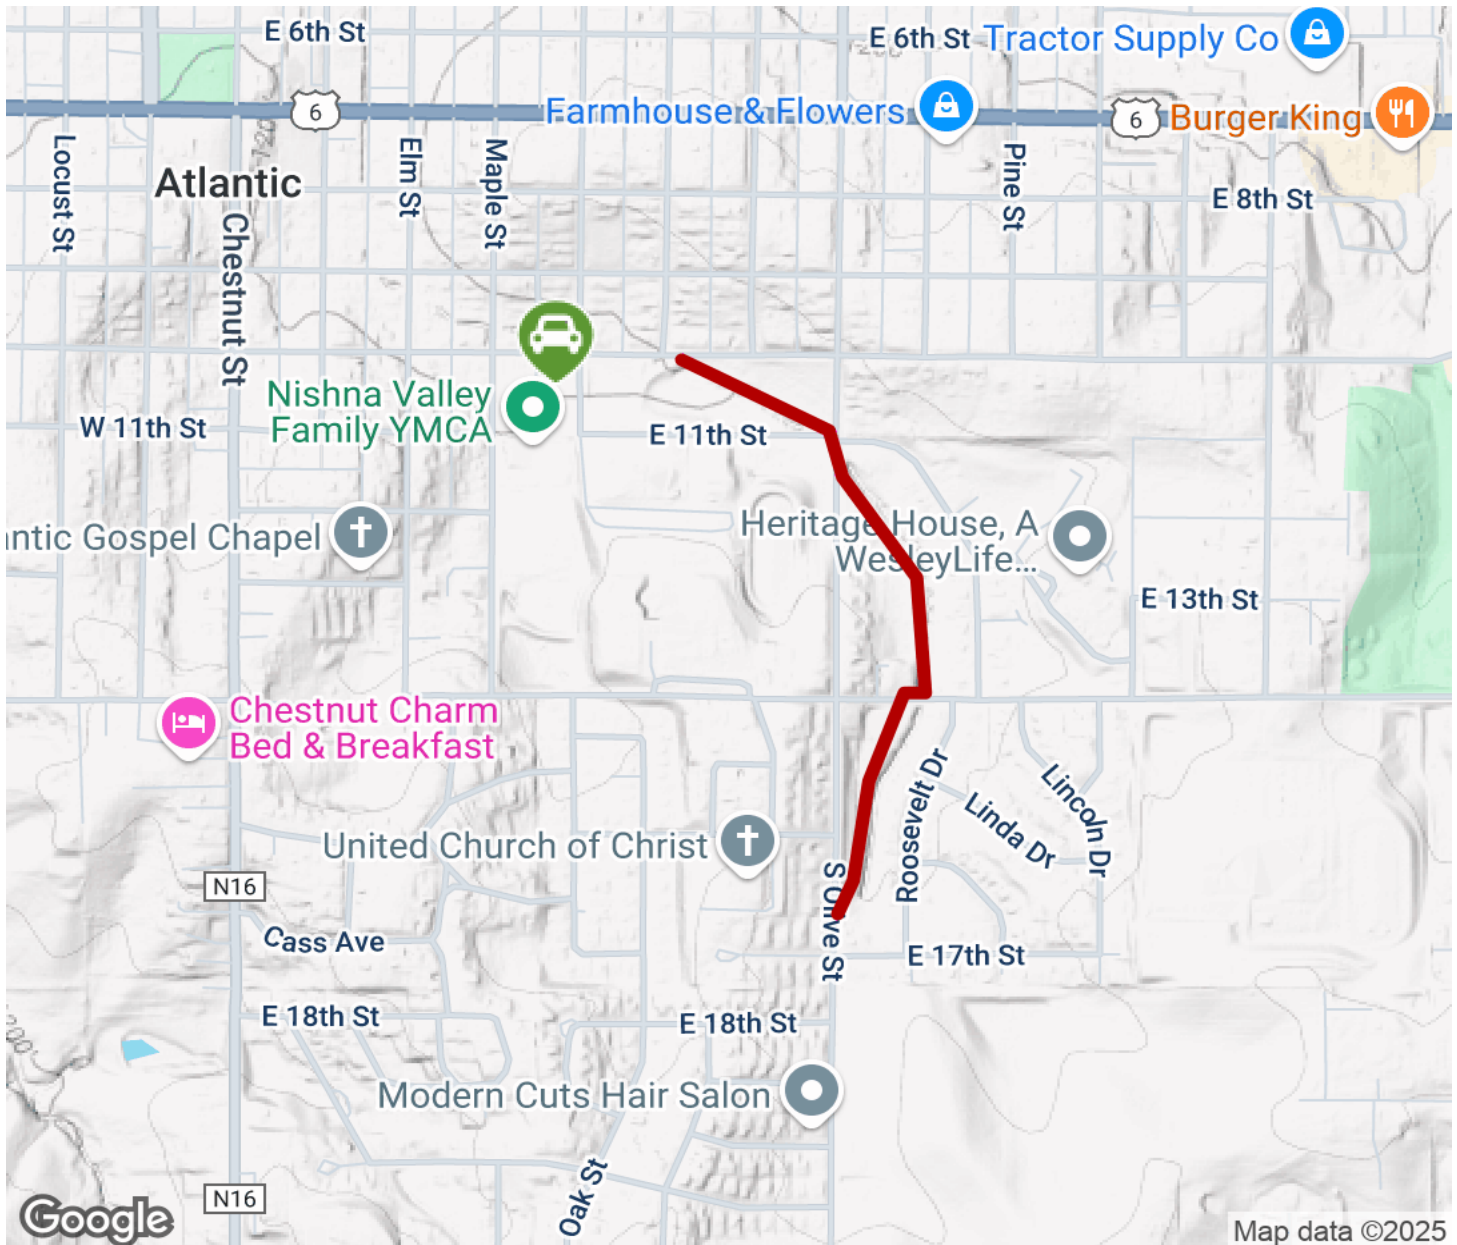 E 6th St
E 6th St
Tractor Supply Co
6
Farmhouse & Flowers
6
Burger King
Locust St
Atlantic
Elm St
Maple St
Pine St
E 8th St
Chestnut St
Nishna Valley
Family YMCA
W 11th St
E 11th St
antic Gospel Chapel
Heritage House, A
WesleyLife...
E 13th St
Chestnut Charm
Bed & Breakfast
Roosevelt Dr
Linda Dr
Lincoln Dr
United Church of Christ
S Olive St
N16
Cass Ave
E 17th St
E 18th St
E 18th St
Modern Cuts Hair Salon
N16
Oak St
Google
Map data ©2025